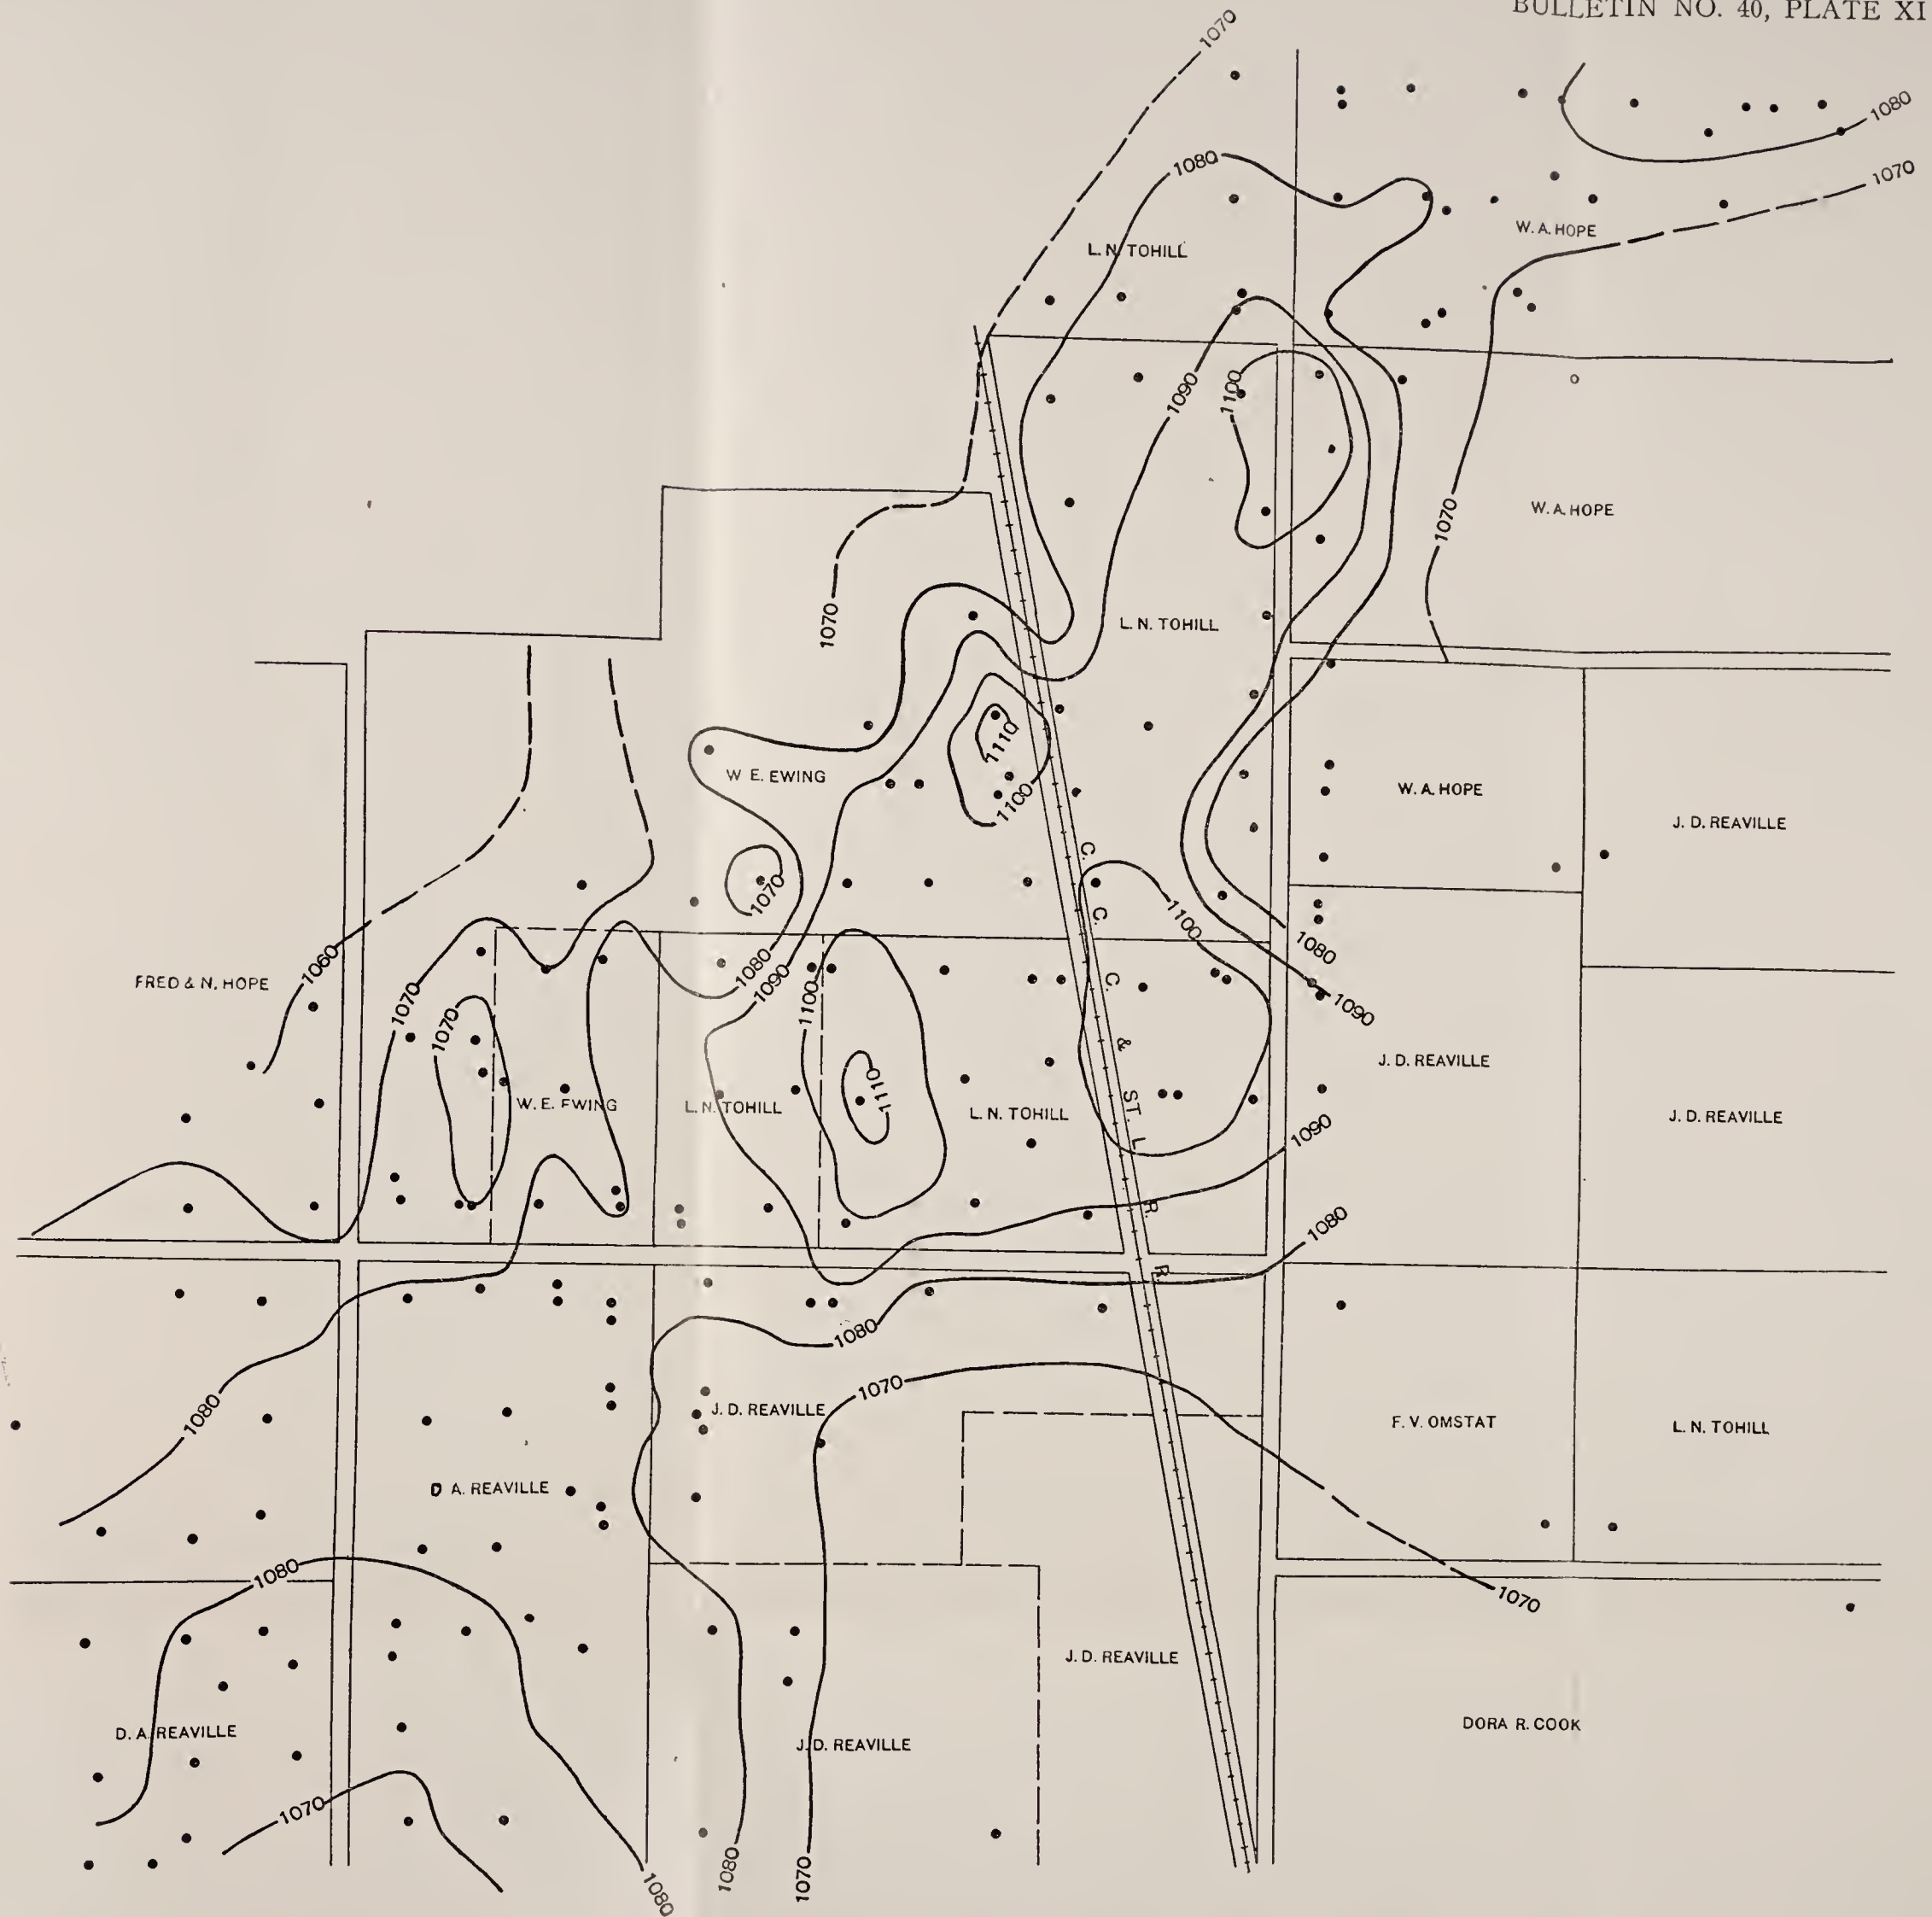 BULLETIN NO. 40, PLATE XI
1070
1080
1080
1070
W. A. HOPE
L. N. TOHILL
1090
1100
W. A. HOPE
1070
1070
L. N. TOHILL
1110
W E. EWING
1100
W. A. HOPE
J. D. REAVILLE
1070
1100
C. C. C. & ST. L. R. R.
1080
1060
1080
1090
FRED & N. HOPE
1070
1070
1100
1090
J. D. REAVILLE
1110
W. E. EWING
L. N. TOHILL
L. N. TOHILL
J. D. REAVILLE
1090
1080
1080
1070
1080
J. D. REAVILLE
F. V. OMSTAT
L. N. TOHILL
D A. REAVILLE
1080
1070
J. D. REAVILLE
D. A. REAVILLE
J. D. REAVILLE
DORA R. COOK
1070
1080
1080
1070